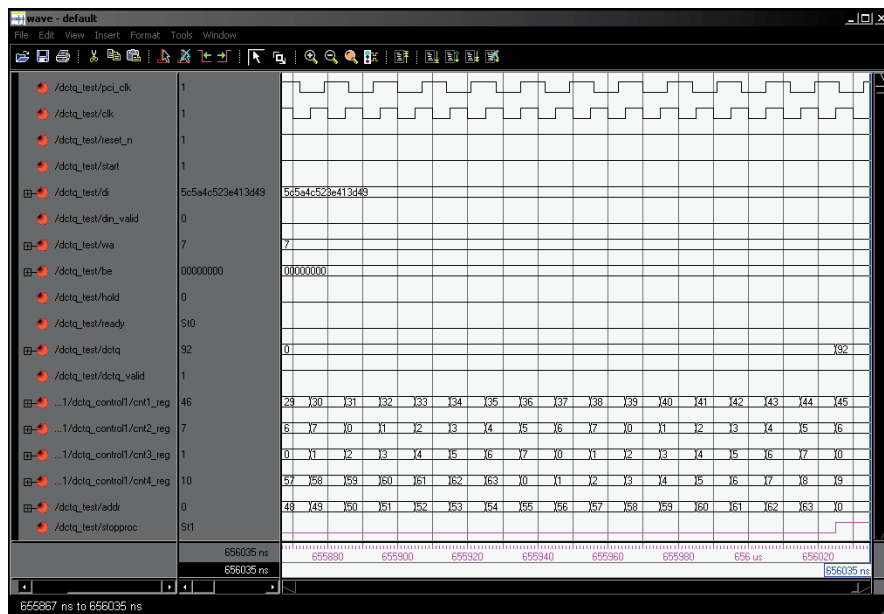 wave - default
File Edit View Insert Format Tools Window
/dctq_test/pci_clk 1
/dctq_test/clk 1
/dctq_test/reset_n 1
/dctq_test/start 1
/dctq_test/di 5c5a4c523e413d49 5c5a4c523e413d49
/dctq_test/din_valid 0
/dctq_test/wa 7 7
/dctq_test/be 00000000 00000000
/dctq_test/hold 0
/dctq_test/ready St0
/dctq_test/dctq 92 0 92
/dctq_test/dctq_valid 1
...1/dctq_control1/cnt1_reg 46 29 30 31 32 33 34 35 36 37 38 39 40 41 42 43 44 45
...1/dctq_control1/cnt2_reg 7 6 7 0 1 2 3 4 5 6 7 0 1 2 3 4 5 6
...1/dctq_control1/cnt3_reg 1 0 1 2 3 4 5 6 7 0 1 2 3 4 5 6 7 0
...1/dctq_control1/cnt4_reg 10 57 58 59 60 61 62 63 0 1 2 3 4 5 6 7 8 9
/dctq_test/addr 0 48 49 50 51 52 53 54 55 56 57 58 59 60 61 62 63 0
/dctq_test/stopproc St1
656035 ns 655880 655900 655920 655940 655960 655980 656 us 656020
656035 ns 656035 ns
655867 ns to 656035 ns